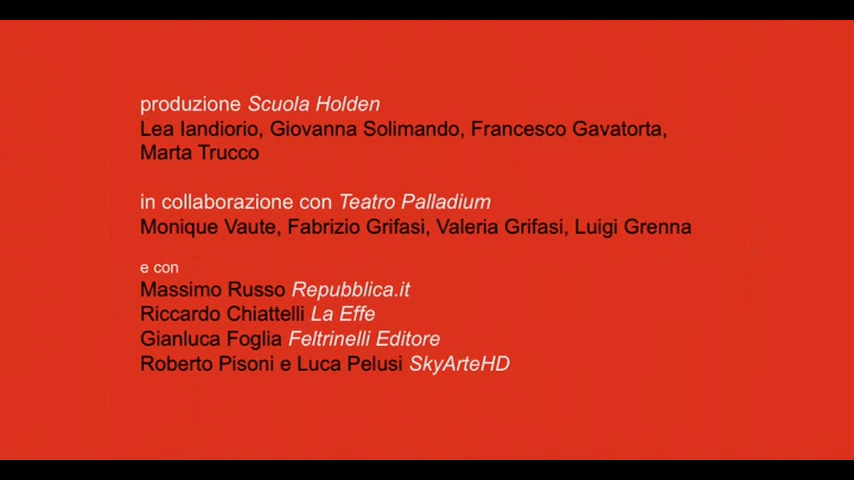 produzione Scuola Holden
Lea Iandiorio, Giovanna Solimando, Francesco Gavatorta,
Marta Trucco
in collaborazione con Teatro Palladium
Monique Vaute, Fabrizio Grifasi, Valeria Grifasi, Luigi Grenna
e con
Massimo Russo Repubblica.it
Riccardo Chiattelli La Effe
Gianluca Foglia Feltrinelli Editore
Roberto Pisoni e Luca Pelusi SkyArteHD